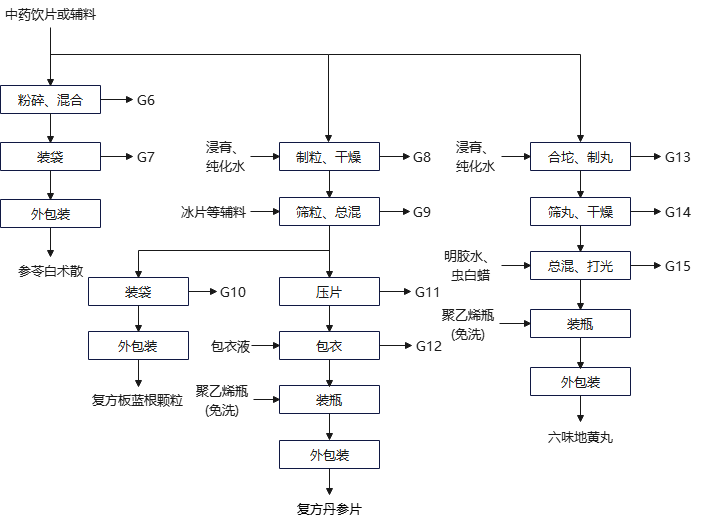 中药饮片或辅料
粉碎、混合
G6
装袋
G7
外包装
参苓白术散
浸膏、
纯化水
制粒、干燥
G8
冰片等辅料
筛粒、总混
G9
装袋
G10
外包装
复方板蓝根颗粒
压片
G11
包衣液
包衣
G12
聚乙烯瓶
(免洗)
装瓶
外包装
复方丹参片
浸膏、
纯化水
合坨、制丸
G13
筛丸、干燥
G14
明胶水、
虫白蜡
总混、打光
G15
聚乙烯瓶
(免洗)
装瓶
外包装
六味地黄丸